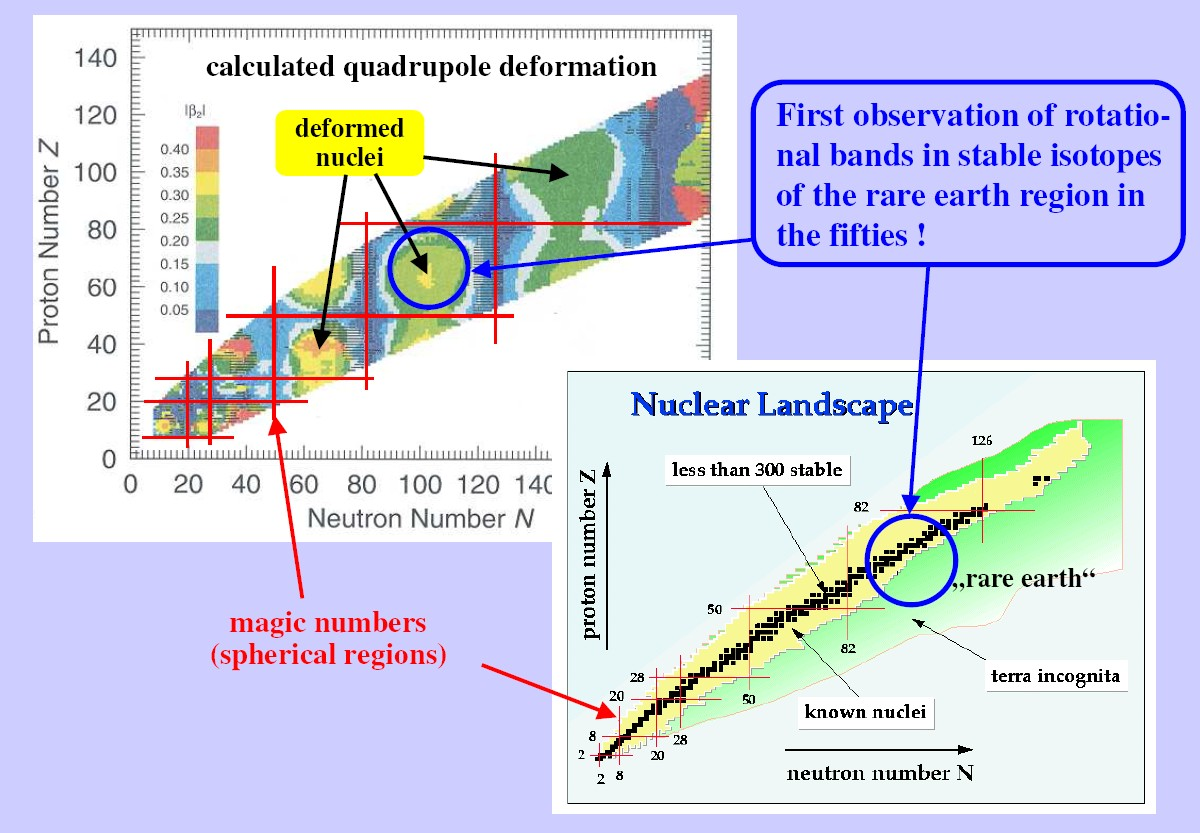 calculated quadrupole deformation
|β₂|
0.40
0.35
0.30
0.25
0.20
0.15
0.10
0.05
deformed
nuclei
140
120
100
80
60
40
20
0
Proton Number Z
0 20 40 60 80 100 120 140
Neutron Number N
First observation of rotatio-
nal bands in stable isotopes
of the rare earth region in
the fifties !
magic numbers
(spherical regions)
Nuclear Landscape
126
less than 300 stable
82
proton number Z
„rare earth“
50
82
terra incognita
28
50
20
known nuclei
8
28
20
2
2 8
neutron number N